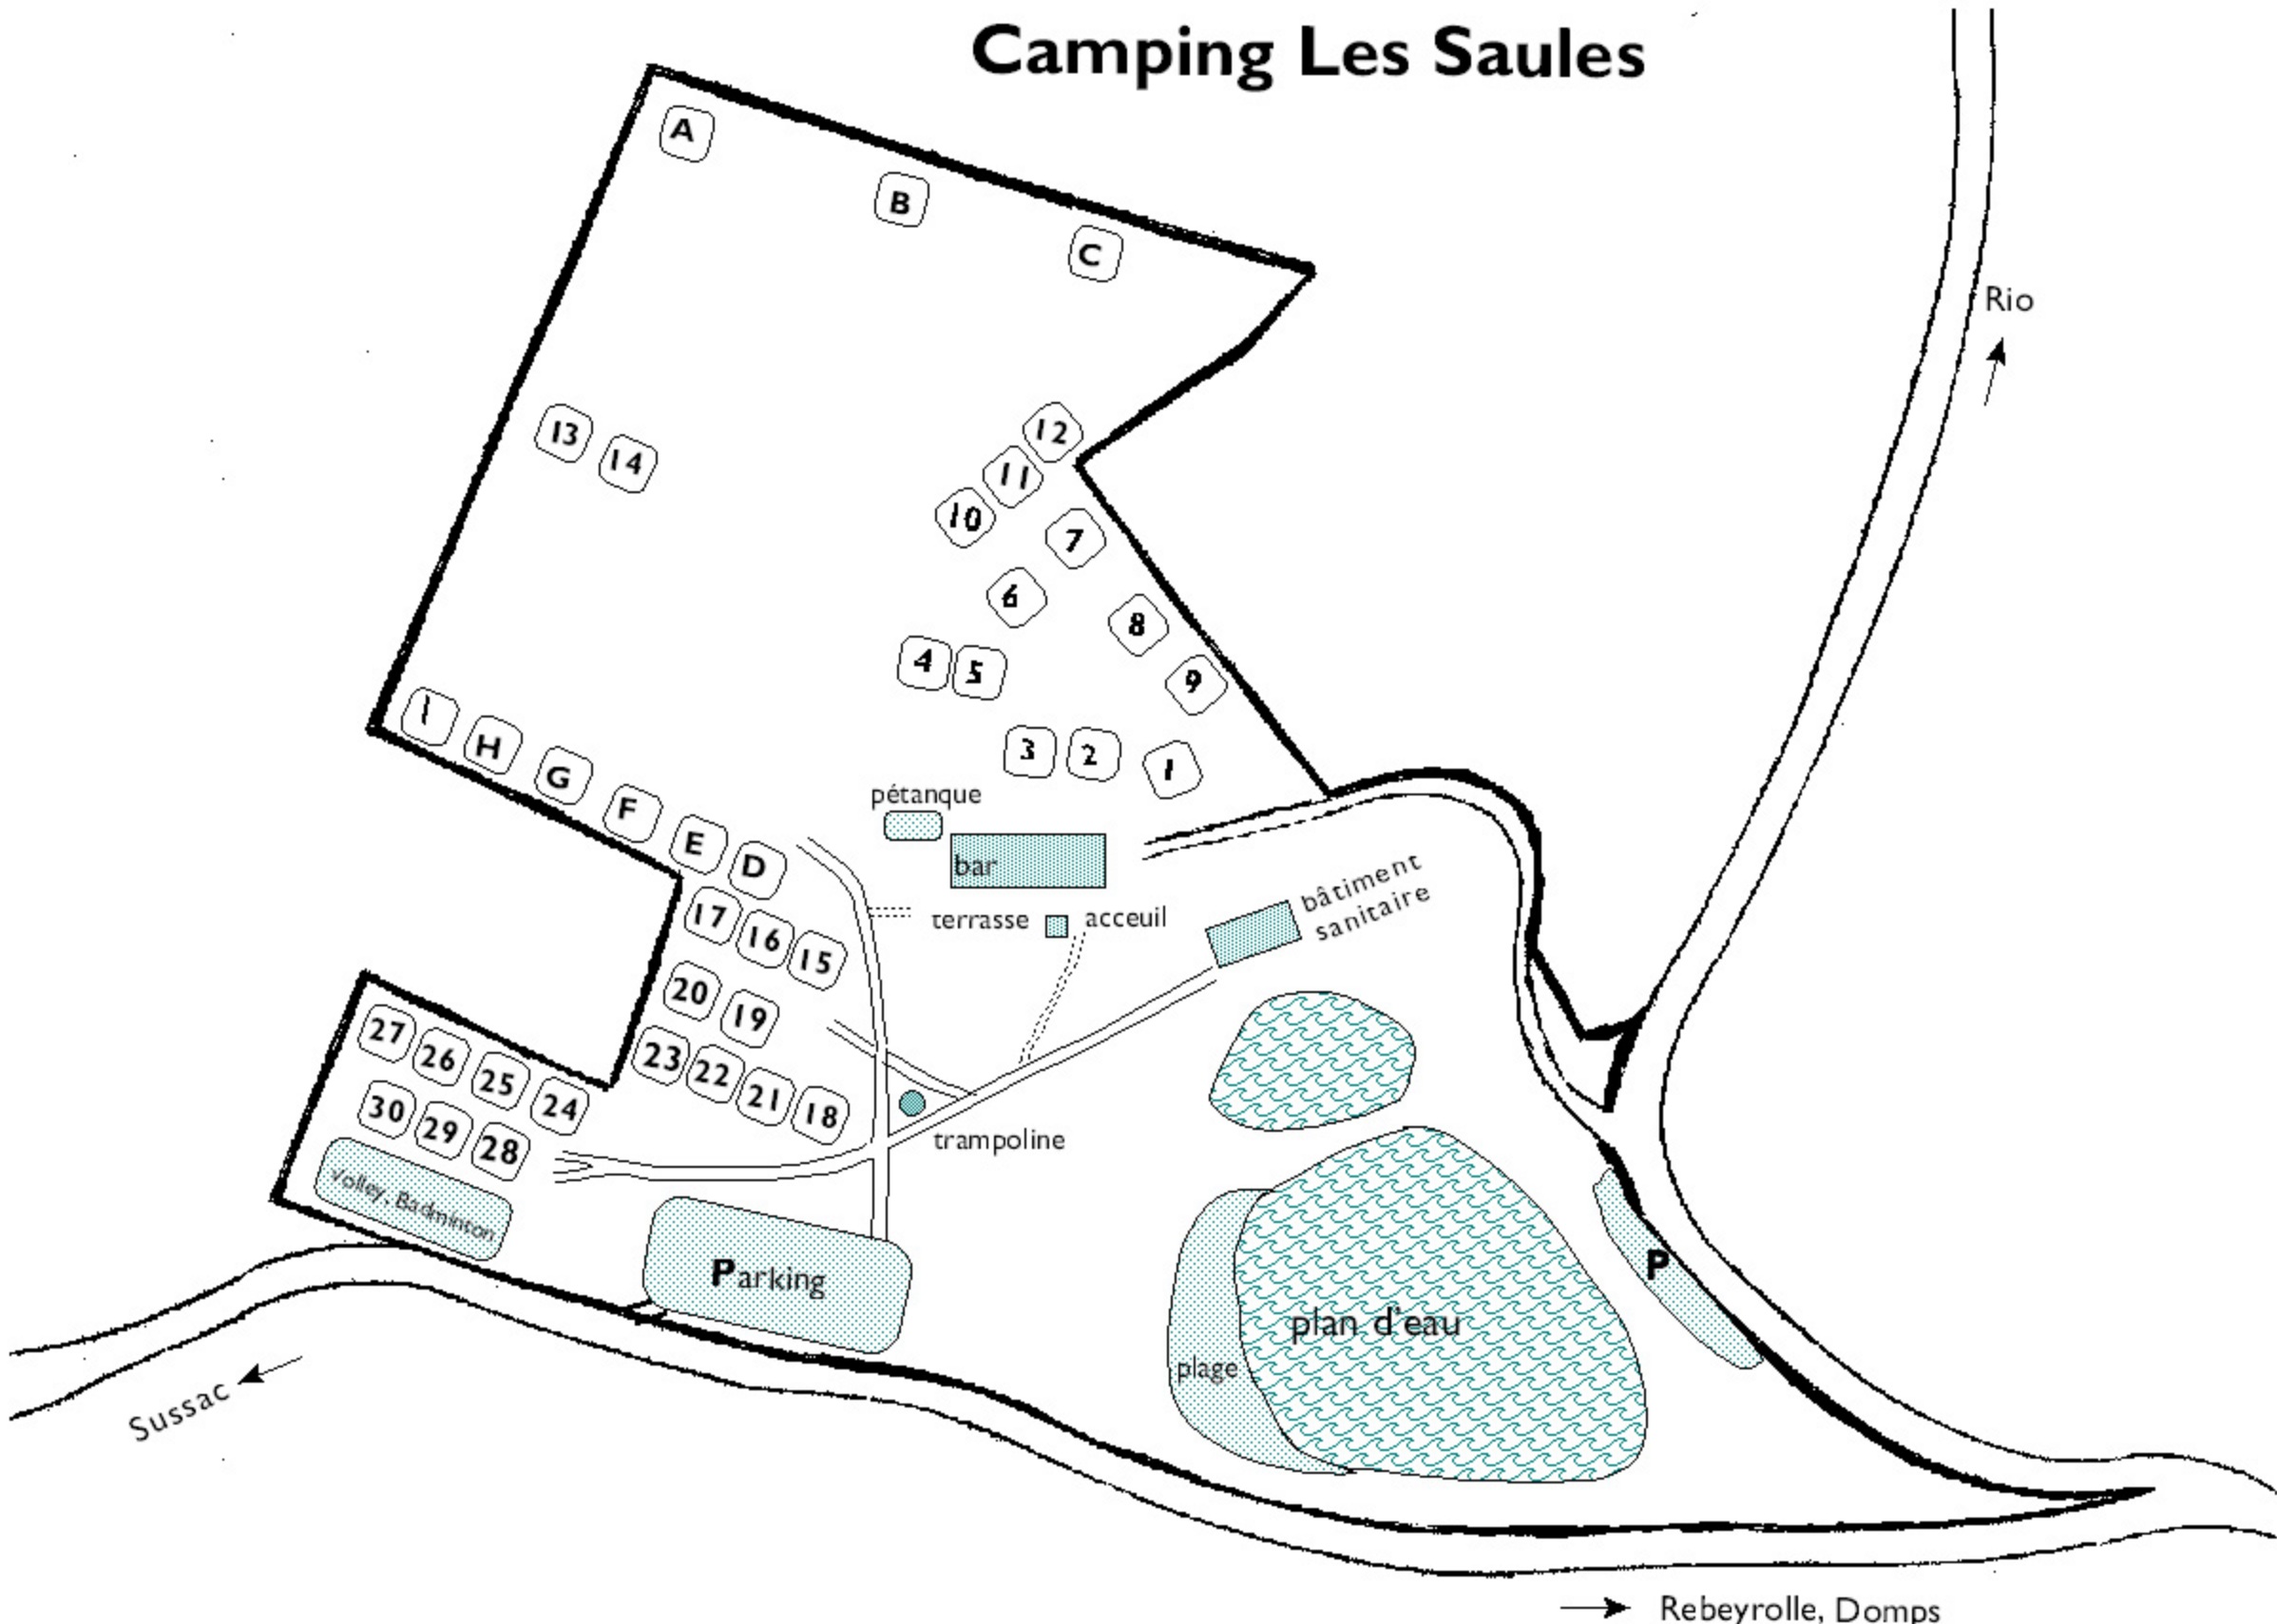 Camping Les Saules
A
B
C
Rio
12
13
11
14
10
7
6
8
4
5
9
I
H
3
2
1
G
pétanque
F
E
D
bar
bâtiment
sanitaire
17
terrasse
acceuil
16
15
20
19
27
26
23
22
25
21
24
18
30
29
28
trampoline
Volley, Badminton
P
Parking
plan d'eau
plage
Sussac
Rebeyrolle, Domps